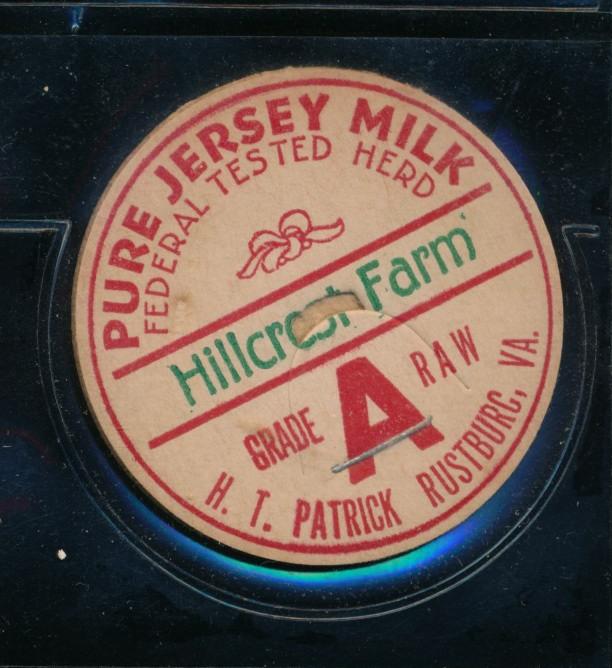 PURE JERSEY MILK
FEDERAL TESTED HERD
Hillcrest Farm
GRADE A RAW
H. T. PATRICK RUSTBURG, VA.